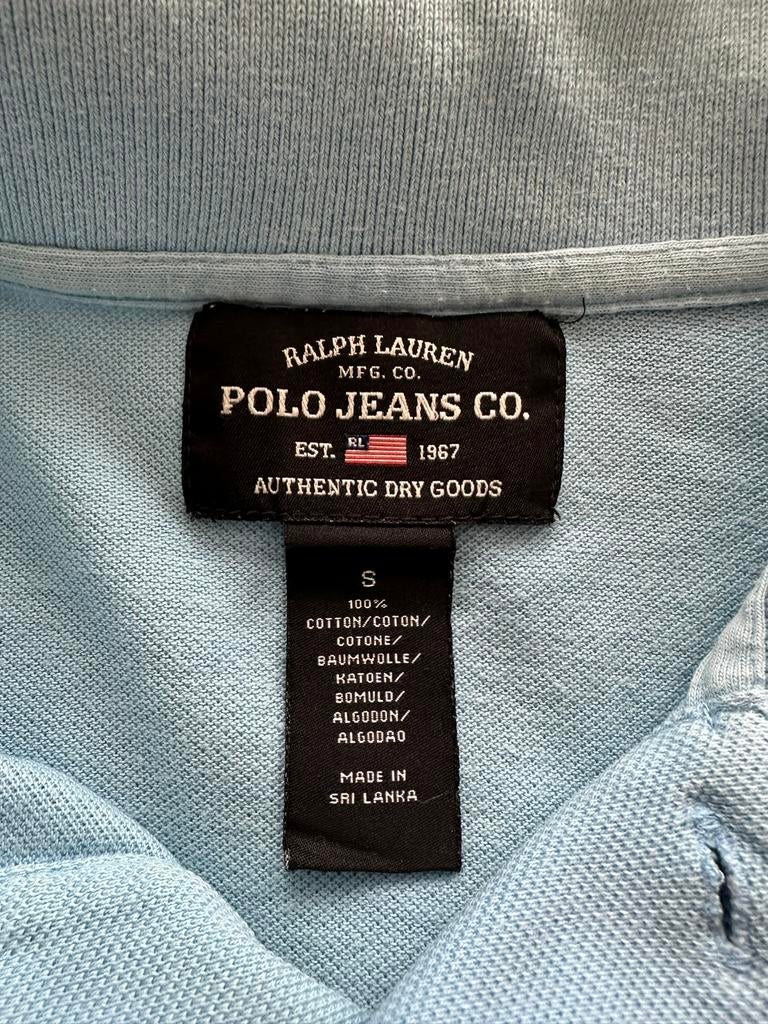 RALPH LAUREN
MFG. CO.
POLO JEANS CO.
EST. RL 1967
AUTHENTIC DRY GOODS
S
100%
COTTON/COTON/
COTONE/
BAUMWOLLE/
KATOEN/
BOMULD/
ALGODON/
ALGODAO
MADE IN
SRI LANKA